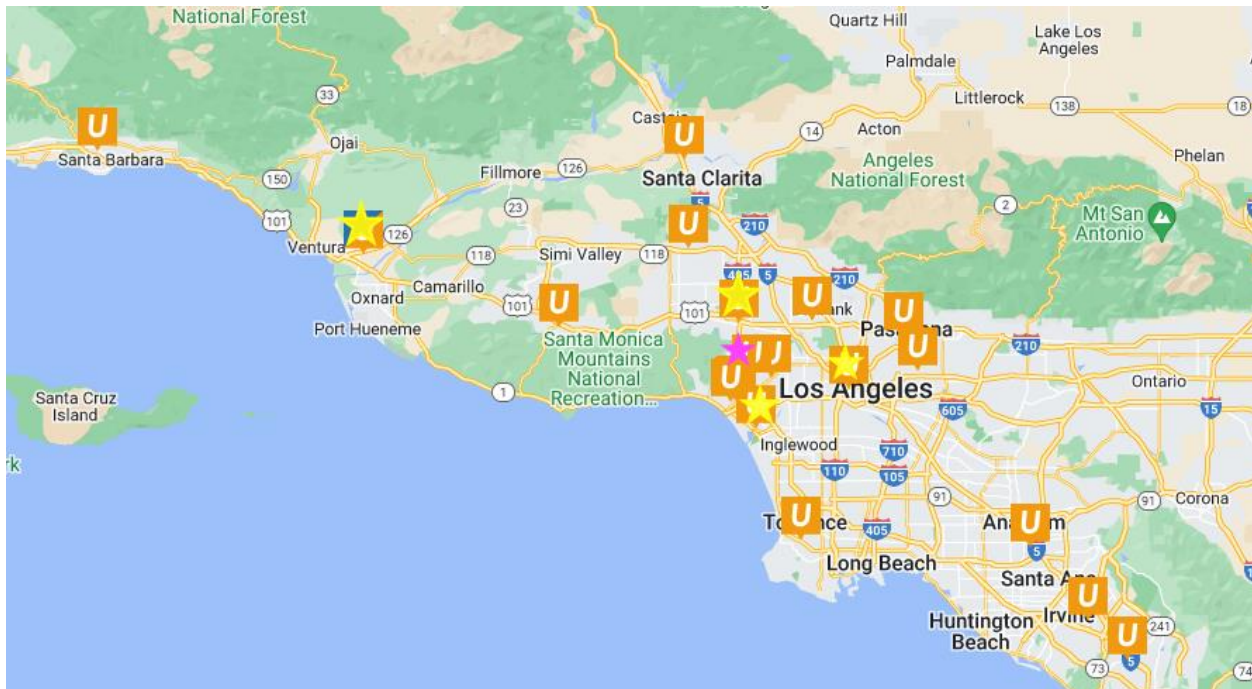 National Forest
Quartz Hill
Lake Los
Angeles
Palmdale
Littlerock
33
138
18
U
Castaic
U
14
Acton
Santa Barbara
Ojai
Phelan
Fillmore
126
Santa Clarita
Angeles
National Forest
150
5
2
23
U
210
Mt San
Antonio
101
126
Ventura
118
Simi Valley
118
405
5
210
Camarillo
Oxnard
U
101
101
U
U
Port Hueneme
210
Santa Monica
Mountains
National
Recreation...
U
U
1
Los Angeles
Ontario
Santa Cruz
Island
605
15
Inglewood
710
110
105
91
91
Corona
U
U
405
5
Long Beach
Santa Ana
U
Irvine
Huntington
Beach
241
U
73
5
74